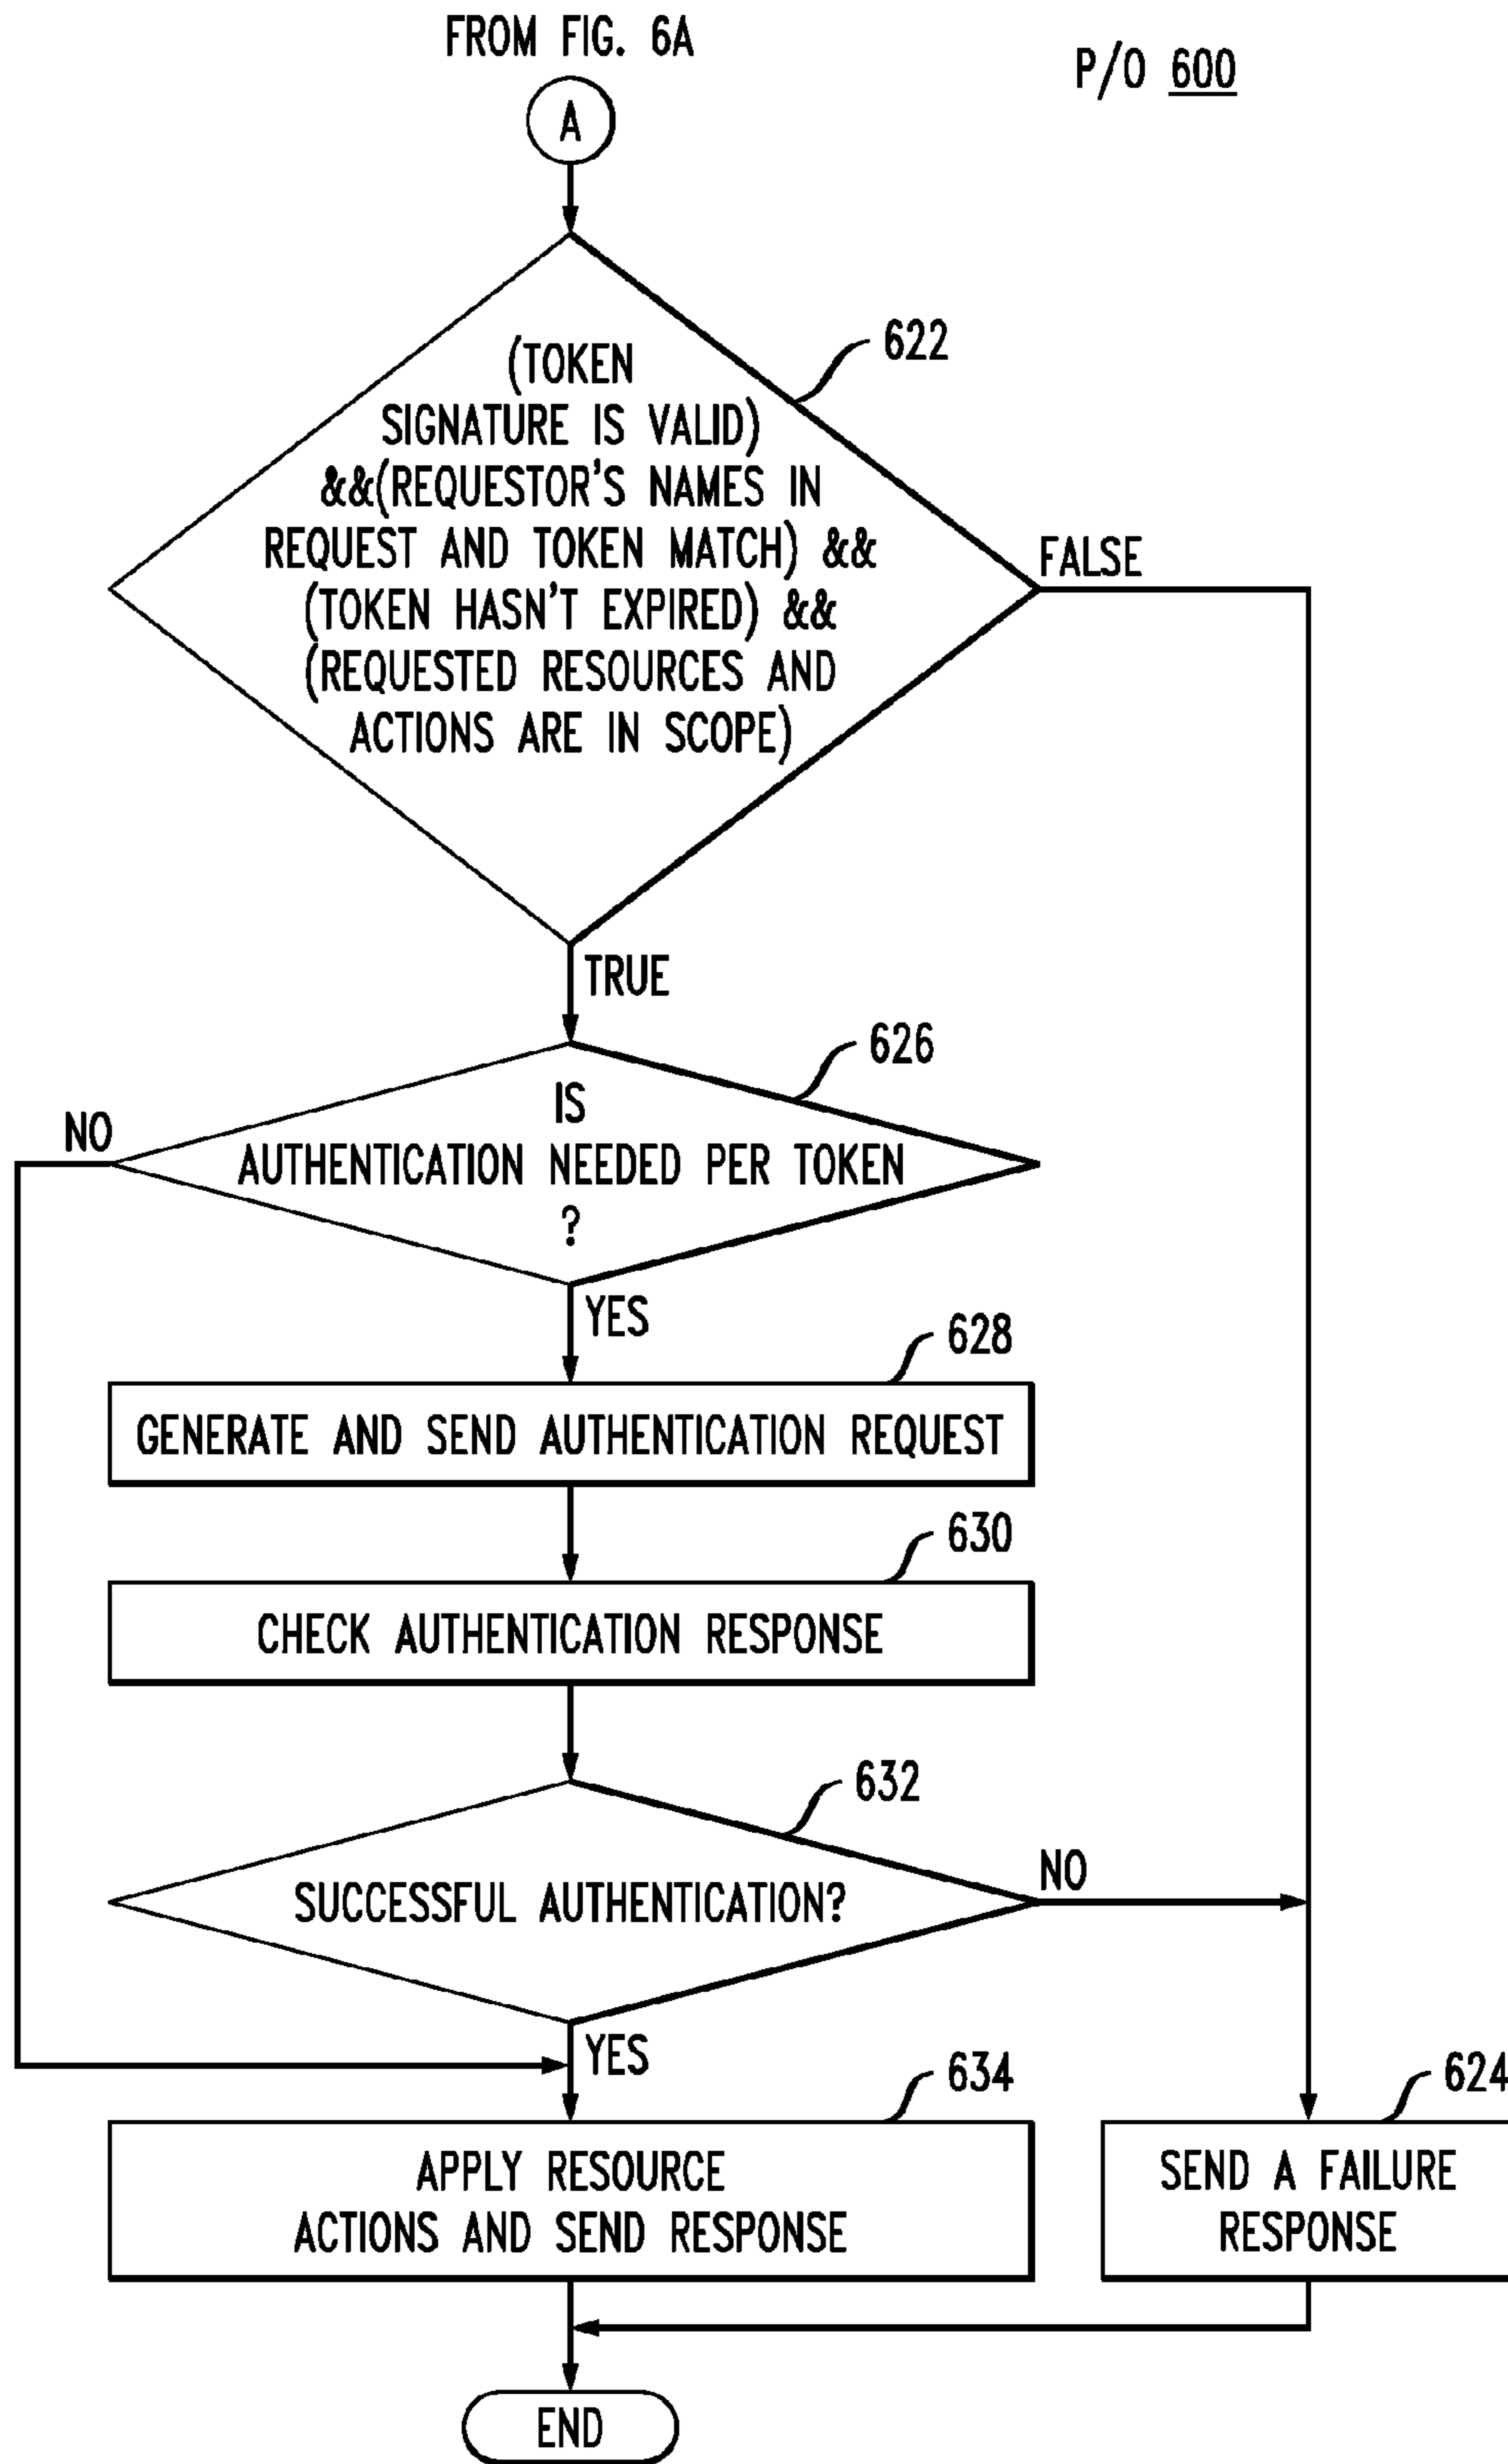 FROM FIG. 6A
P/O 600
A
622
(TOKEN
SIGNATURE IS VALID)
&&(REQUESTOR'S NAMES IN
REQUEST AND TOKEN MATCH) &&
(TOKEN HASN'T EXPIRED) &&
(REQUESTED RESOURCES AND
ACTIONS ARE IN SCOPE)
FALSE
TRUE
626
NO
IS
AUTHENTICATION NEEDED PER TOKEN
?
YES
628
GENERATE AND SEND AUTHENTICATION REQUEST
630
CHECK AUTHENTICATION RESPONSE
632
SUCCESSFUL AUTHENTICATION?
NO
YES
634
APPLY RESOURCE
ACTIONS AND SEND RESPONSE
624
SEND A FAILURE
RESPONSE
END